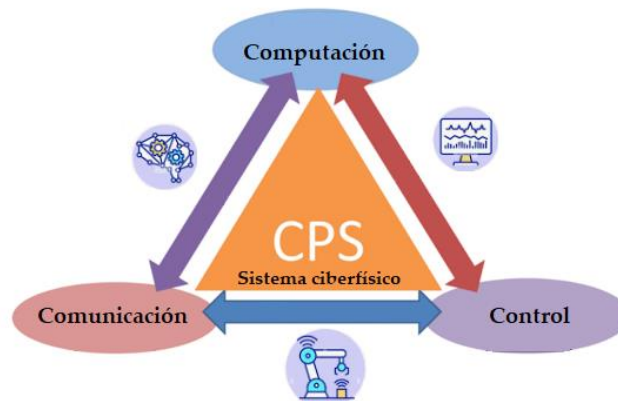 Computación
CPS
Sistema ciberfísico
Comunicación
Control